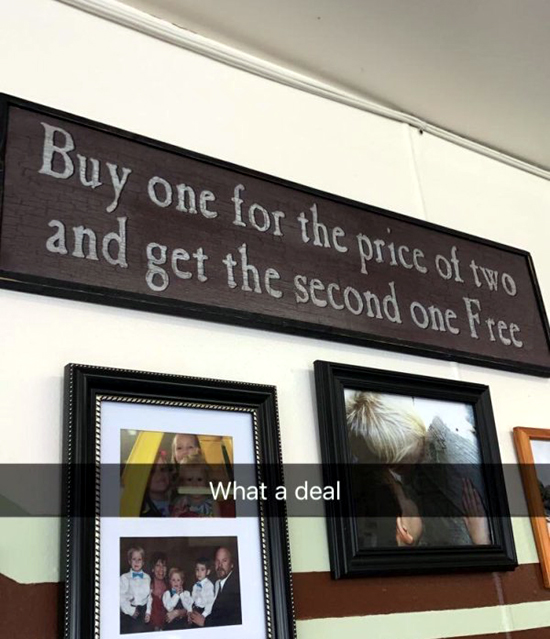 Buy one for the price of two
and get the second one Free
What a deal